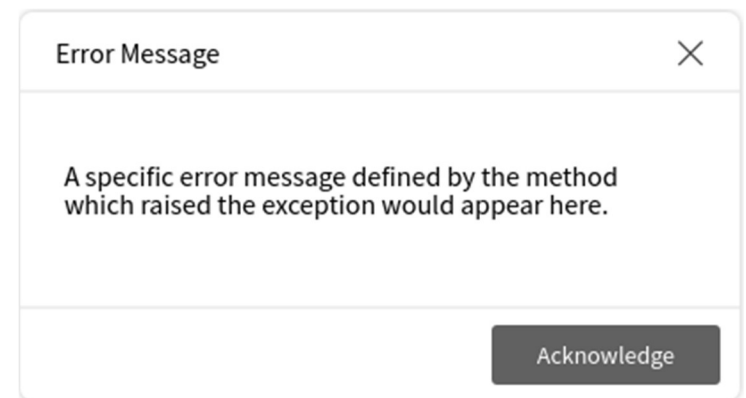 Error Message
A specific error message defined by the method
which raised the exception would appear here.
Acknowledge